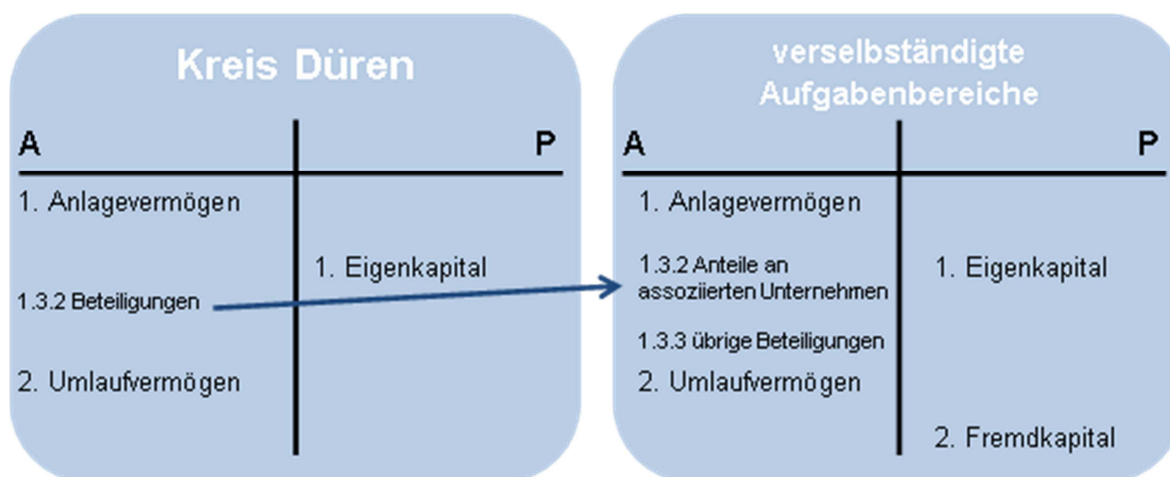 Kreis Düren
A
P
1. Anlagevermögen
1. Eigenkapital
1.3.2 Beteiligungen
2. Umlaufvermögen
verselbständigte
Aufgabenbereiche
A
P
1. Anlagevermögen
1.3.2 Anteile an
assoziierten Unternehmen
1. Eigenkapital
1.3.3 übrige Beteiligungen
2. Umlaufvermögen
2. Fremdkapital